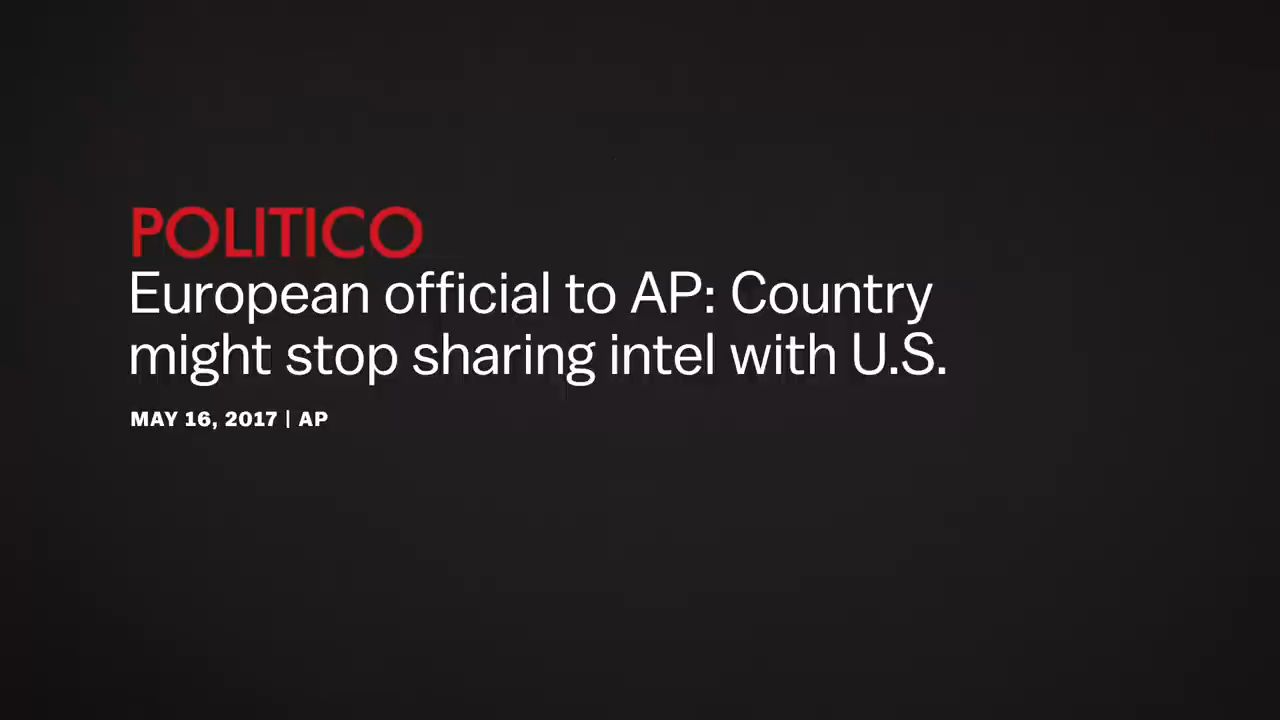 POLITICO
European official to AP: Country
might stop sharing intel with U.S.
MAY 16, 2017 | AP